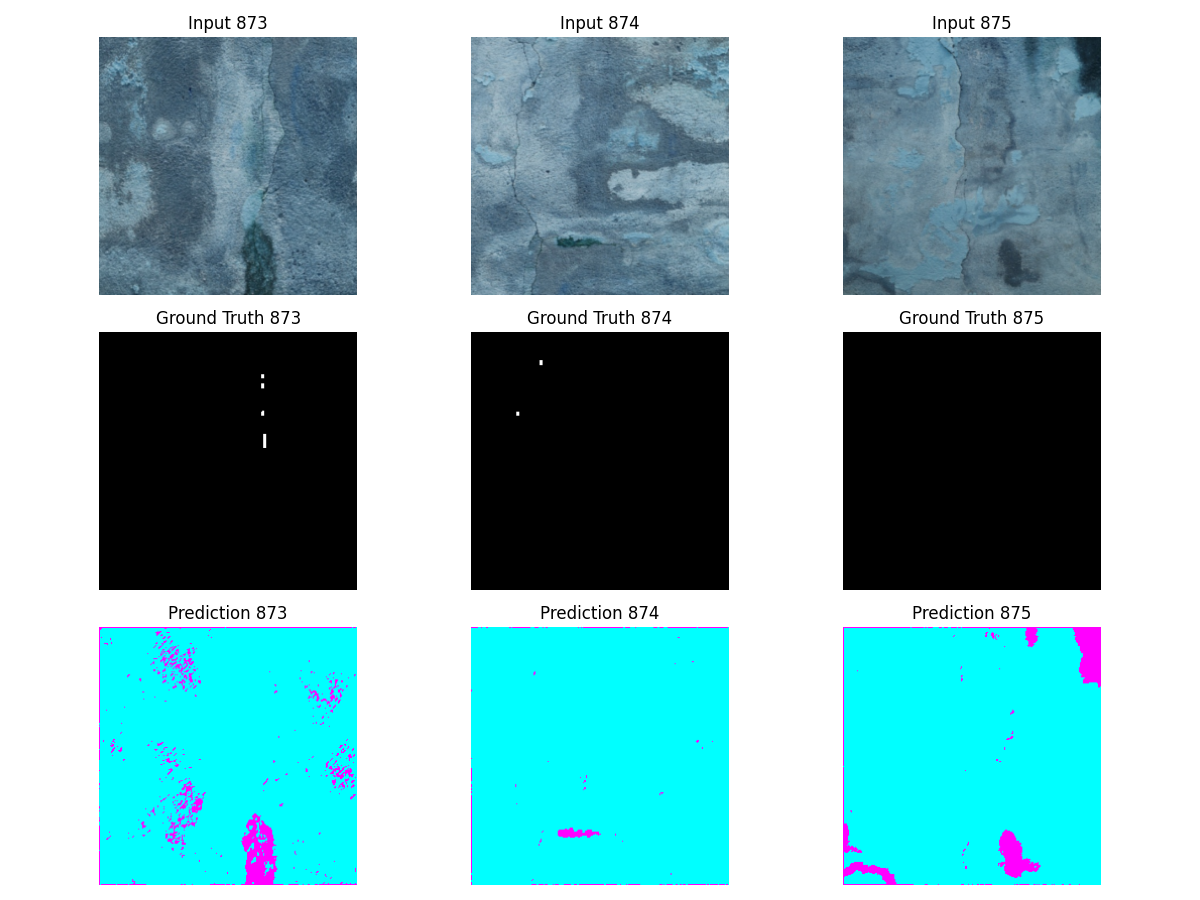 Input 873
Input 874
Input 875
Ground Truth 873
Ground Truth 874
Ground Truth 875
Prediction 873
Prediction 874
Prediction 875